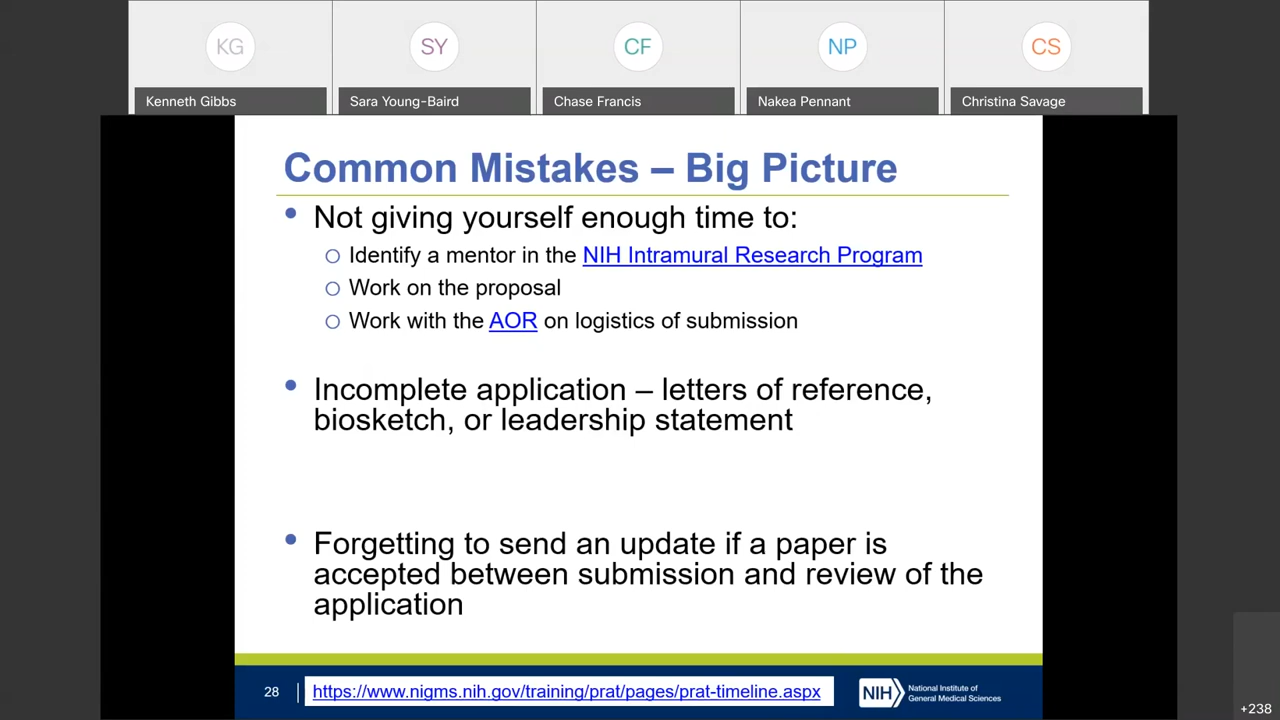 KG
SY
CF
NP
CS
Kenneth Gibbs
Sara Young-Baird
Chase Francis
Nakea Pennant
Christina Savage
Common Mistakes – Big Picture
• Not giving yourself enough time to:
○ Identify a mentor in the NIH Intramural Research Program
○ Work on the proposal
○ Work with the AOR on logistics of submission
• Incomplete application – letters of reference,
biosketch, or leadership statement
• Forgetting to send an update if a paper is
accepted between submission and review of the
application
28
https://www.nigms.nih.gov/training/prat/pages/prat-timeline.aspx
NIH
National Institute of
General Medical Sciences
+238